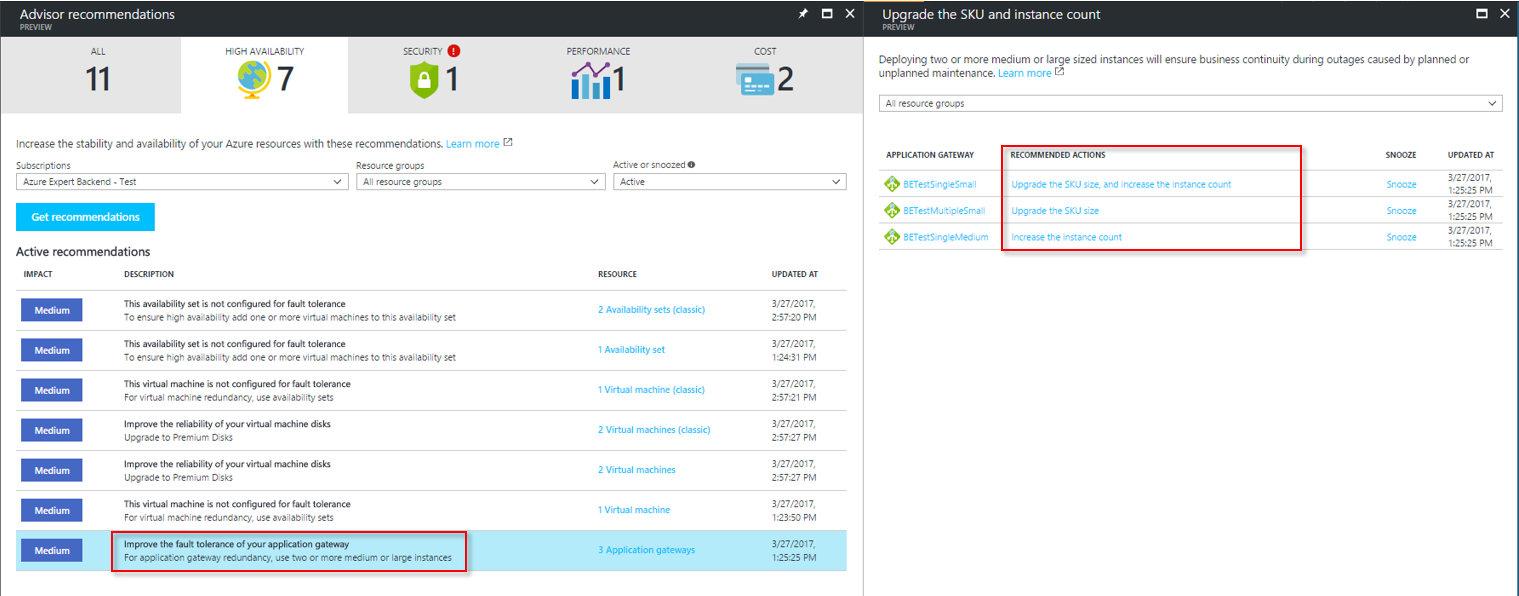 Advisor recommendations
PREVIEW
ALL
11
HIGH AVAILABILITY
7
SECURITY
1
PERFORMANCE
1
COST
2
Increase the stability and availability of your Azure resources with these recommendations. Learn more
Subscriptions
Resource groups
Active or snoozed
Azure Expert Backend - Test
All resource groups
Active
Get recommendations
Active recommendations
IMPACT DESCRIPTION RESOURCE UPDATED AT
Medium
This availability set is not configured for fault tolerance
To ensure high availability add one or more virtual machines to this availability set
2 Availability sets (classic)
3/27/2017,
2:57:20 PM
Medium
This availability set is not configured for fault tolerance
To ensure high availability add one or more virtual machines to this availability set
1 Availability set
3/27/2017,
1:24:31 PM
Medium
This virtual machine is not configured for fault tolerance
For virtual machine redundancy, use availability sets
1 Virtual machine (classic)
3/27/2017,
2:57:21 PM
Medium
Improve the reliability of your virtual machine disks
Upgrade to Premium Disks
2 Virtual machines (classic)
3/27/2017,
2:57:27 PM
Medium
Improve the reliability of your virtual machine disks
Upgrade to Premium Disks
2 Virtual machines
3/27/2017,
2:57:27 PM
Medium
This virtual machine is not configured for fault tolerance
For virtual machine redundancy, use availability sets
1 Virtual machine
3/27/2017,
1:23:50 PM
Medium
Improve the fault tolerance of your application gateway
For application gateway redundancy, use two or more medium or large instances
3 Application gateways
3/27/2017,
1:25:25 PM
Upgrade the SKU and instance count
PREVIEW
Deploying two or more medium or large sized instances will ensure business continuity during outages caused by planned or
unplanned maintenance. Learn more
All resource groups
APPLICATION GATEWAY RECOMMENDED ACTIONS SNOOZE UPDATED AT
BETestSingleSmall
Upgrade the SKU size, and increase the instance count
Snooze
3/27/2017,
1:25:25 PM
BETestMultipleSmall
Upgrade the SKU size
Snooze
3/27/2017,
1:25:25 PM
BETestSingleMedium
Increase the instance count
Snooze
3/27/2017,
1:25:25 PM